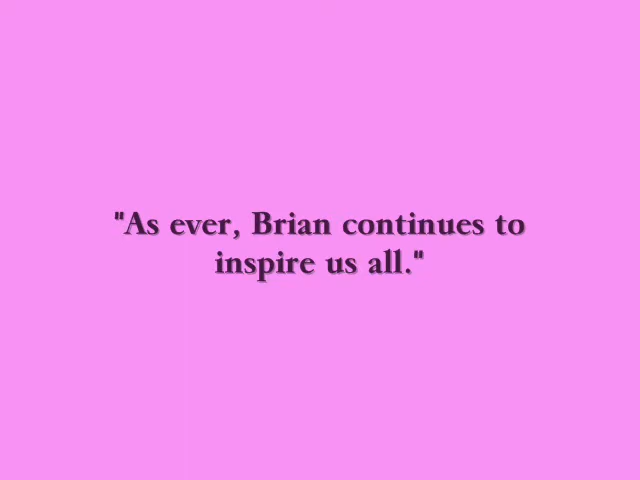 "As ever, Brian continues to
inspire us all."